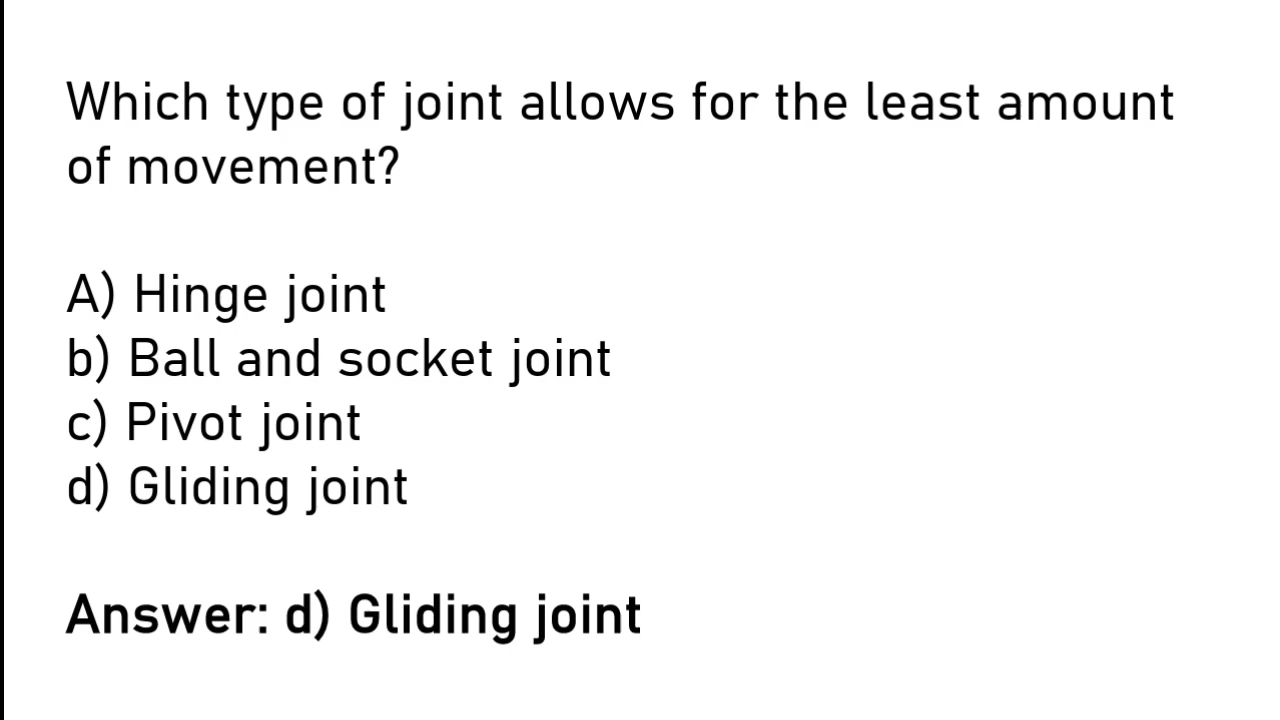 Which type of joint allows for the least amount
of movement?
A) Hinge joint
b) Ball and socket joint
c) Pivot joint
d) Gliding joint
Answer: d) Gliding joint